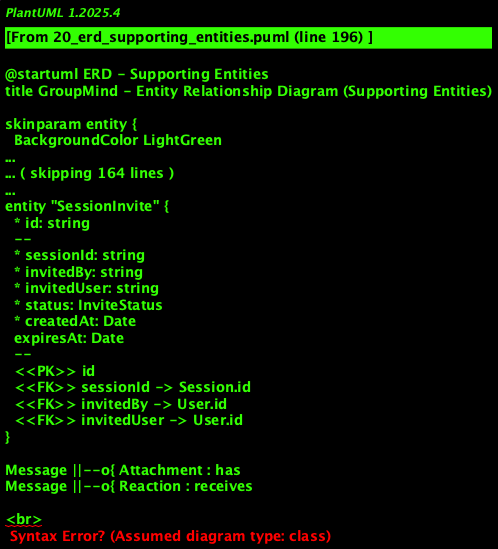 PlantUML 1.2025.4
[From 20_erd_supporting_entities.puml (line 196) ]
@startuml ERD - Supporting Entities
title GroupMind - Entity Relationship Diagram (Supporting Entities)
skinparam entity {
BackgroundColor LightGreen
...
... ( skipping 164 lines )
...
entity "SessionInvite" {
* id: string
--
* sessionId: string
* invitedBy: string
* invitedUser: string
* status: InviteStatus
* createdAt: Date
expiresAt: Date
--
<<PK>> id
<<FK>> sessionId -> Session.id
<<FK>> invitedBy -> User.id
<<FK>> invitedUser -> User.id
}
Message ||--o{ Attachment : has
Message ||--o{ Reaction : receives
<br>
Syntax Error? (Assumed diagram type: class)